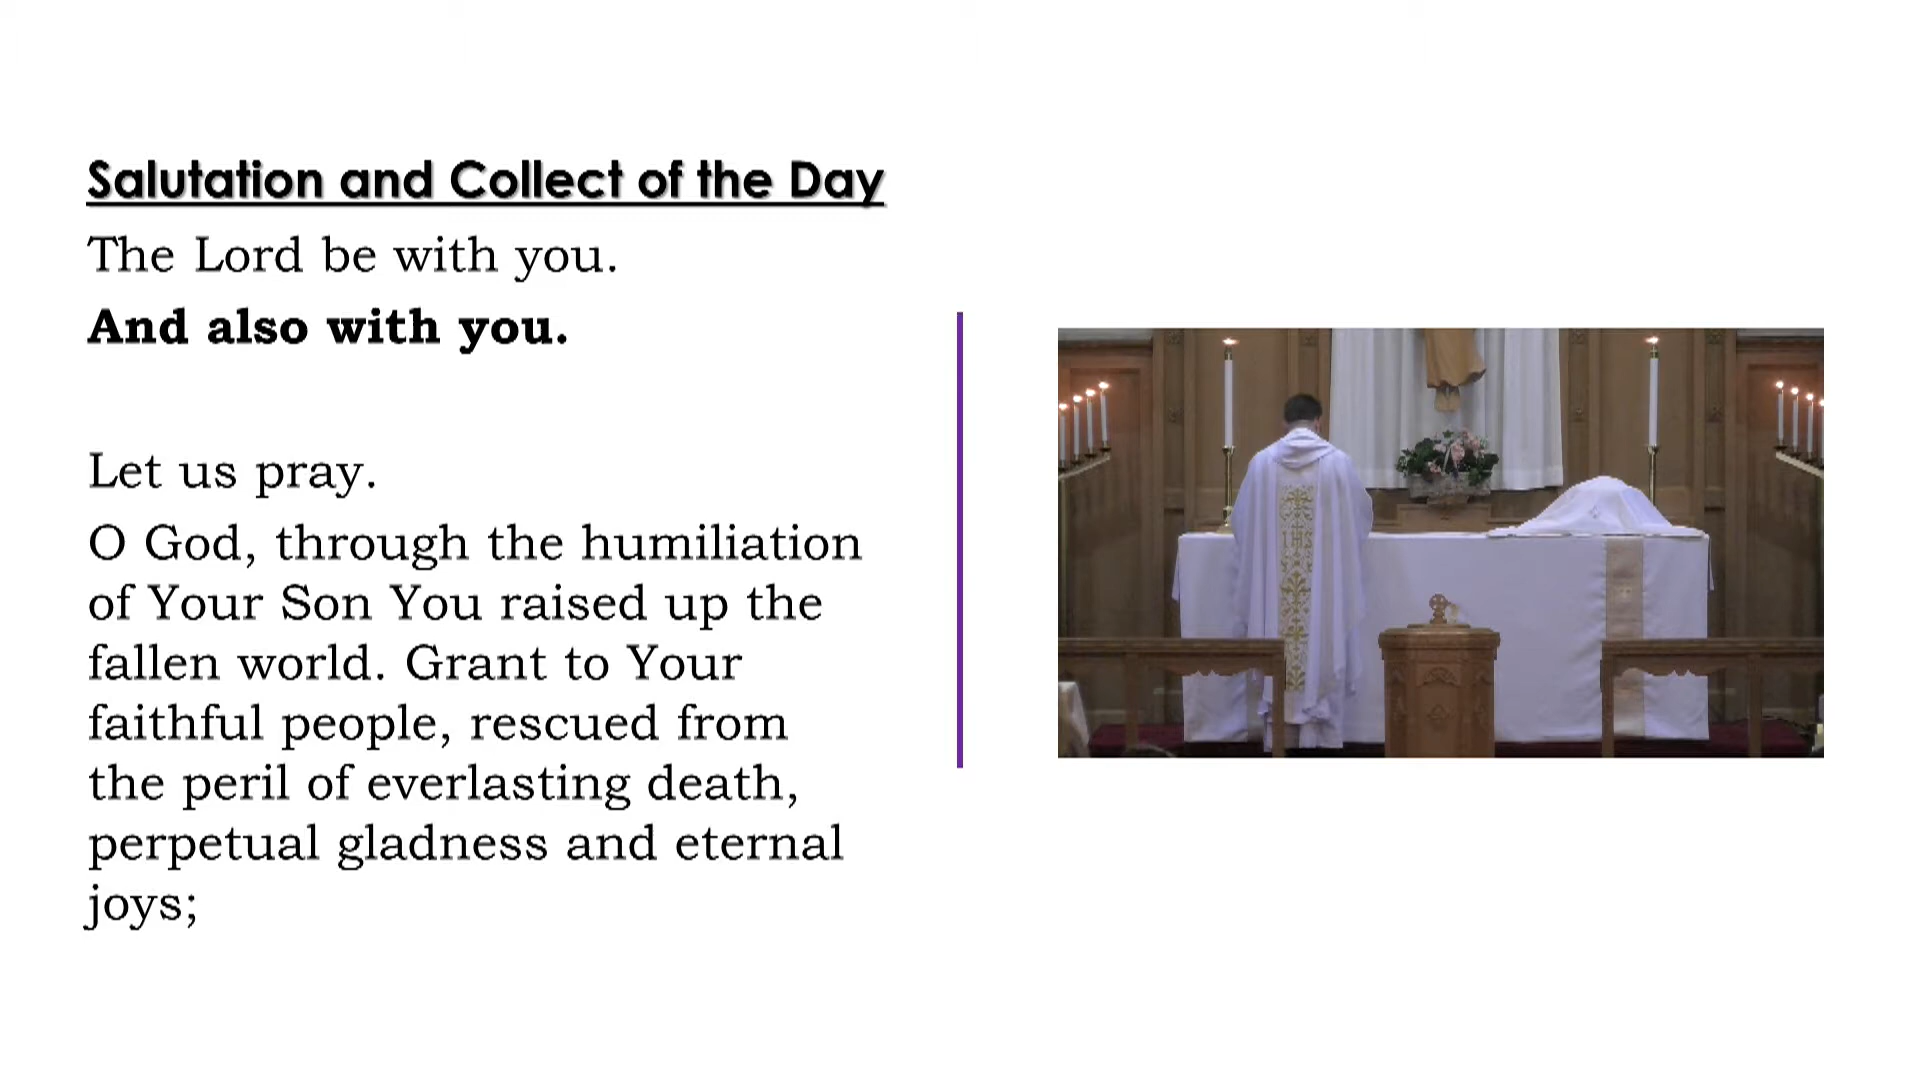 Salutation and Collect of the Day
The Lord be with you.
And also with you.
Let us pray.
O God, through the humiliation
of Your Son You raised up the
fallen world. Grant to Your
faithful people, rescued from
the peril of everlasting death,
perpetual gladness and eternal
joys;
IHS